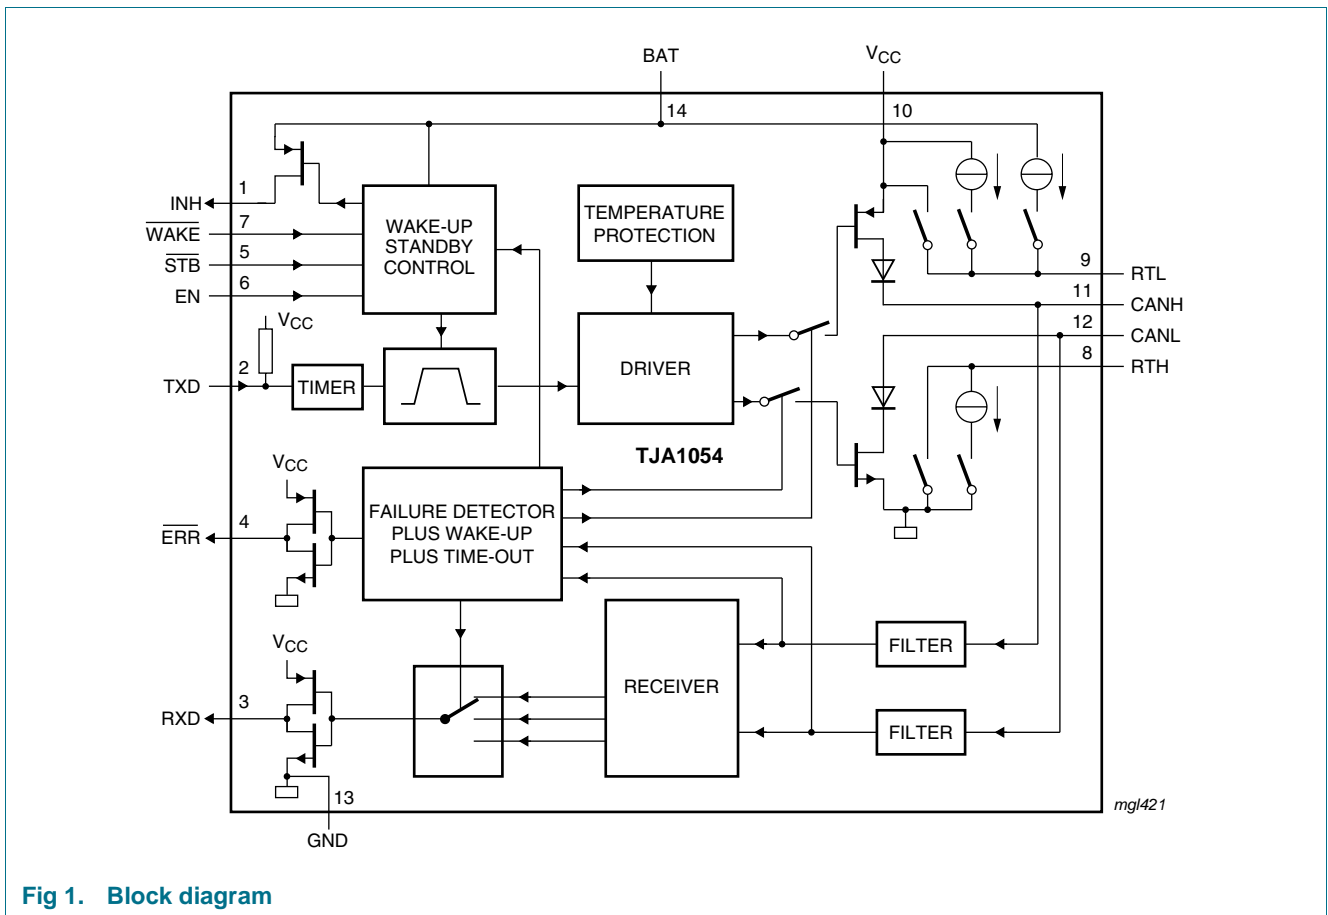 BAT
VCC
14
10
1
INH
7
WAKE
5
STB
6
EN
VCC
2
TXD
TIMER
WAKE-UP
STANDBY
CONTROL
TEMPERATURE
PROTECTION
DRIVER
TJA1054
9
RTL
11
CANH
12
CANL
8
RTH
VCC
4
ERR
FAILURE DETECTOR
PLUS WAKE-UP
PLUS TIME-OUT
VCC
3
RXD
RECEIVER
FILTER
FILTER
13
GND
mgl421
Fig 1. Block diagram